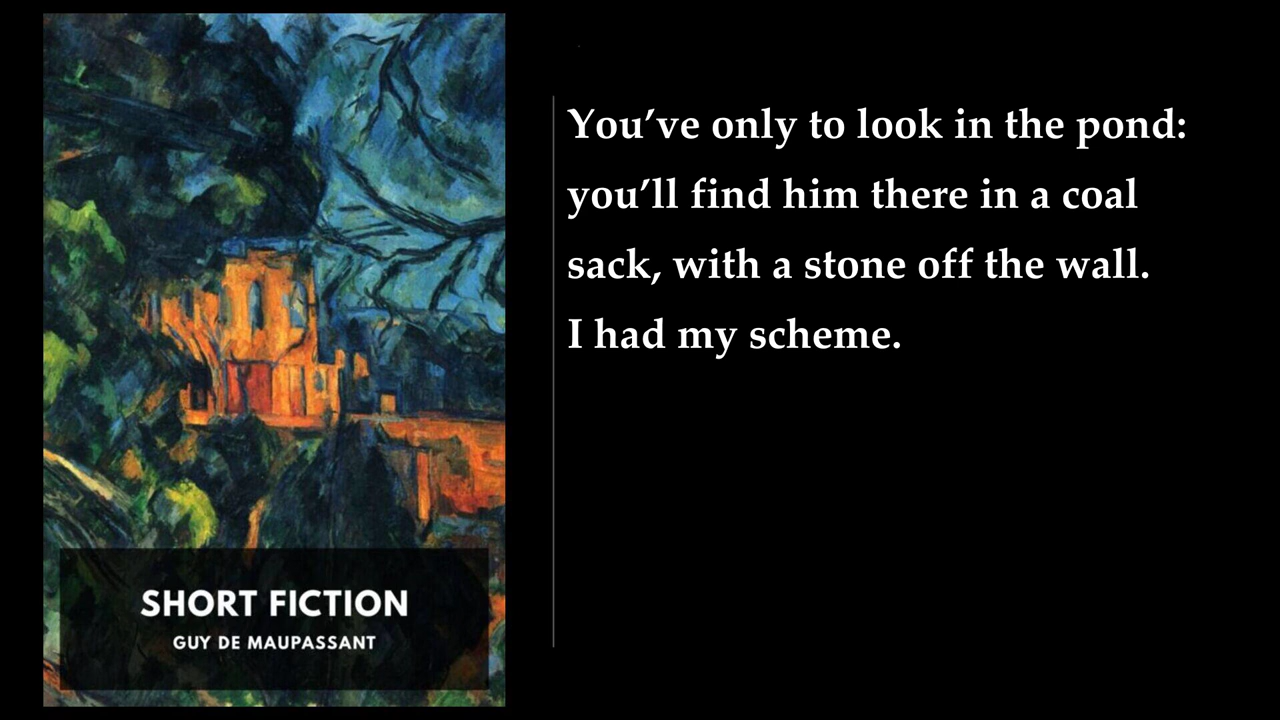 You’ve only to look in the pond:
you’ll find him there in a coal
sack, with a stone off the wall.
I had my scheme.
SHORT FICTION
GUY DE MAUPASSANT